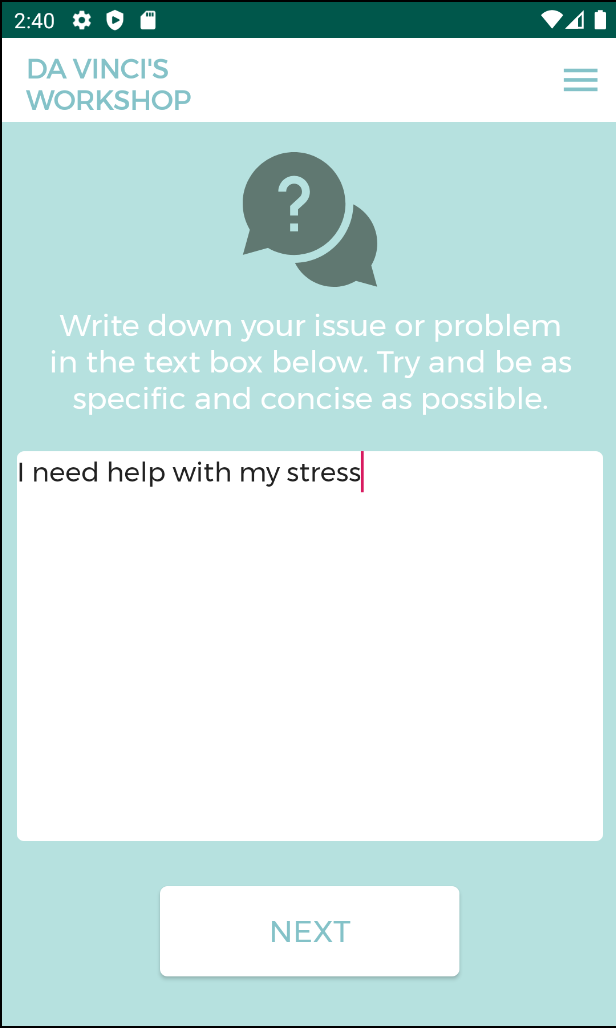 2:40
DA VINCI'S
WORKSHOP
?
Write down your issue or problem
in the text box below. Try and be as
specific and concise as possible.
I need help with my stress
NEXT